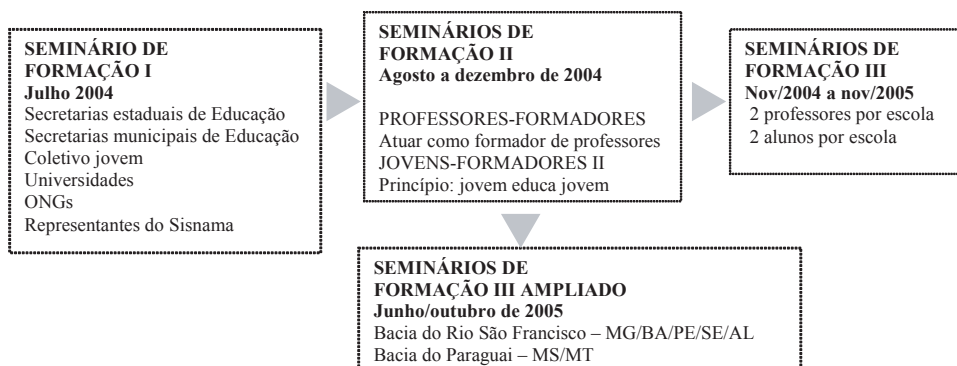 SEMINÁRIO DE
FORMAÇÃO I
Julho 2004
Secretarias estaduais de Educação
Secretarias municipais de Educação
Coletivo jovem
Universidades
ONGs
Representantes do Sisnama
SEMINÁRIOS DE
FORMAÇÃO II
Agosto a dezembro de 2004
PROFESSORES-FORMADORES
Atuar como formador de professores
JOVENS-FORMADORES II
Princípio: jovem educa jovem
SEMINÁRIOS DE
FORMAÇÃO III
Nov/2004 a nov/2005
2 professores por escola
2 alunos por escola
SEMINÁRIOS DE
FORMAÇÃO III AMPLIADO
Junho/outubro de 2005
Bacia do Rio São Francisco – MG/BA/PE/SE/AL
Bacia do Paraguai – MS/MT